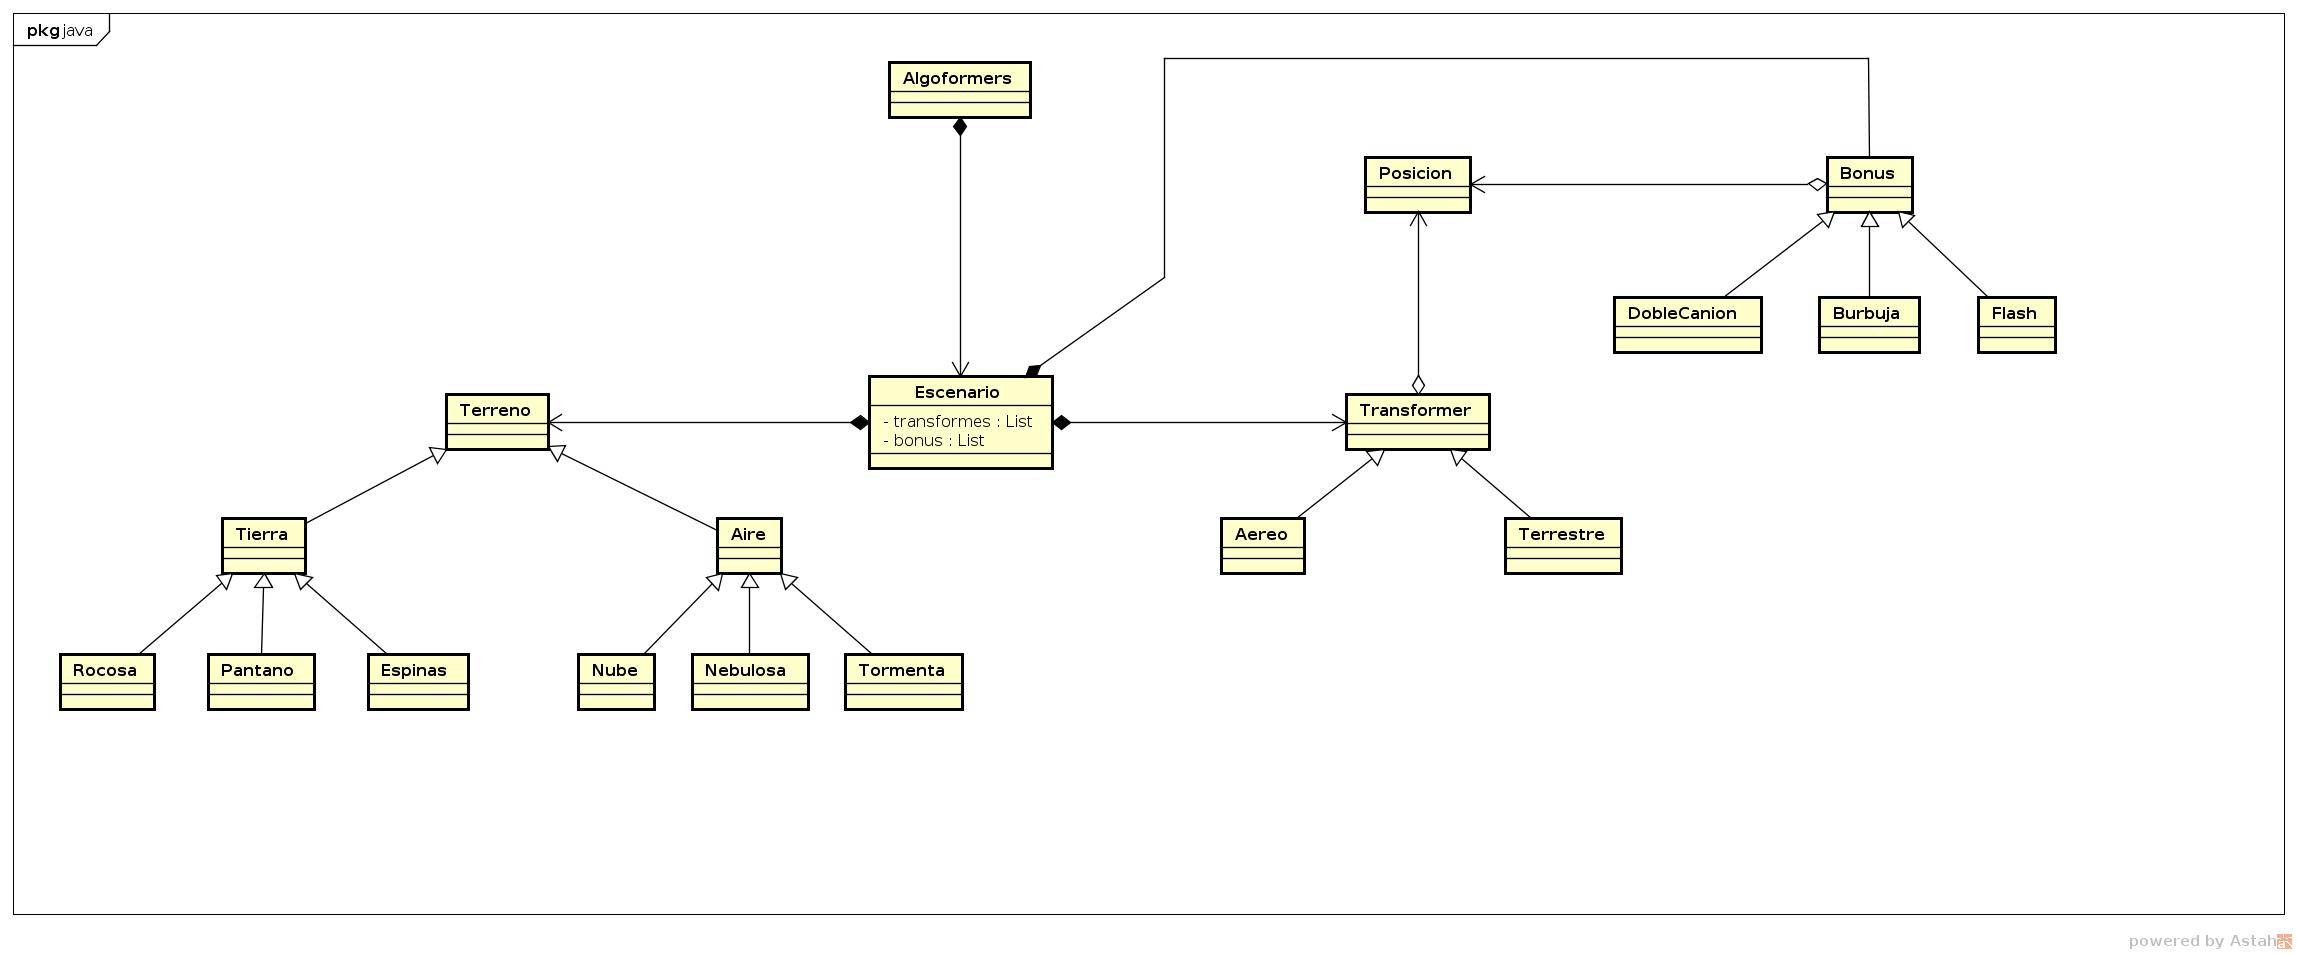 pkg java
Algoformers
Posicion
Bonus
DobleCanion
Burbuja
Flash
Escenario
- transformes : List
- bonus : List
Terreno
Transformer
Tierra
Aire
Aereo
Terrestre
Rocosa
Pantano
Espinas
Nube
Nebulosa
Tormenta
powered by Astah